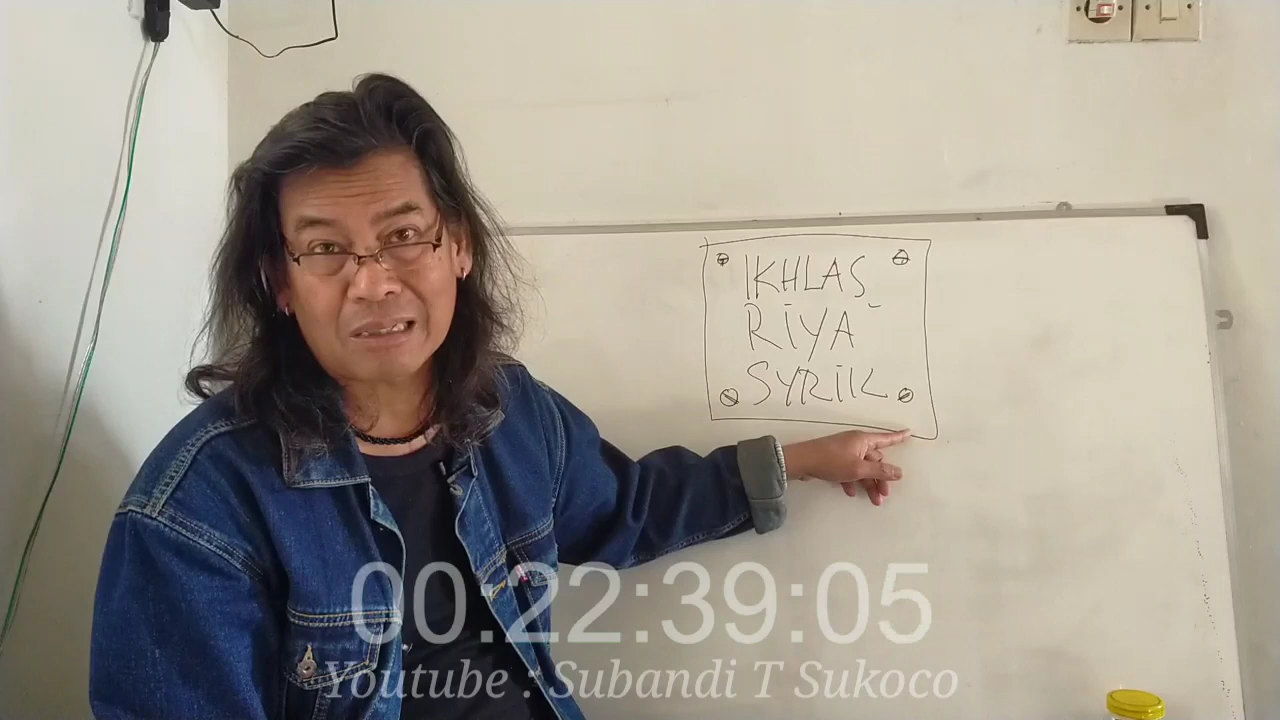 IKHLAS
RIYA
SYRIK
00:22:39:05
Youtube : Subandi T Sukoco